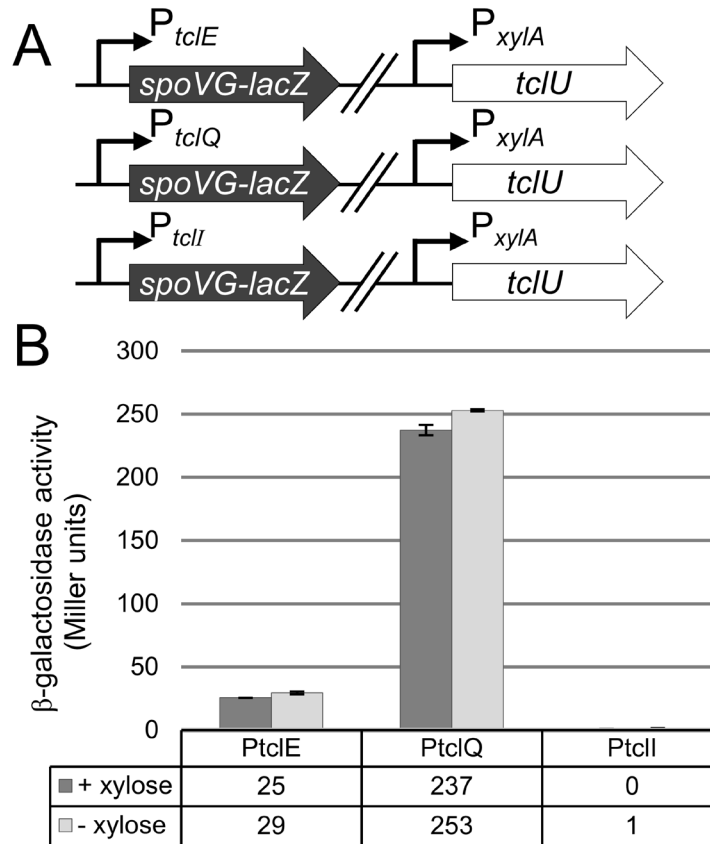 A
PtclE PxylA
spoVG-lacZ tclU
PtclQ PxylA
spoVG-lacZ tclU
PtclI PxylA
spoVG-lacZ tclU
B
β-galactosidase activity
(Miller units)
300
250
200
150
100
50
0
PtclE PtclQ PtclI
+ xylose 25 237 0
- xylose 29 253 1